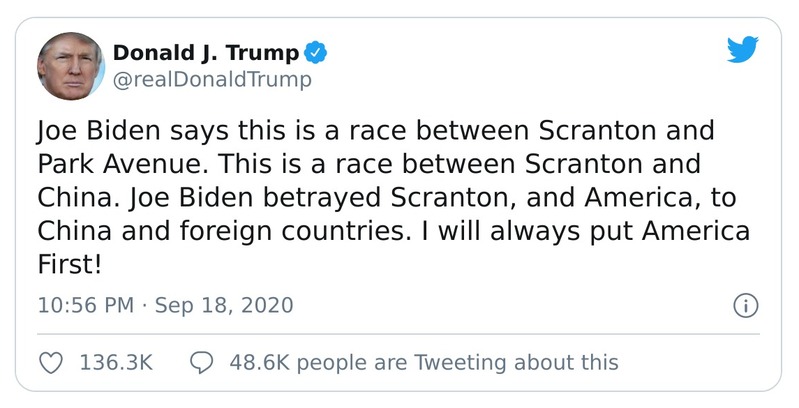 Donald J. Trump
@realDonaldTrump
Joe Biden says this is a race between Scranton and
Park Avenue. This is a race between Scranton and
China. Joe Biden betrayed Scranton, and America, to
China and foreign countries. I will always put America
First!
10:56 PM · Sep 18, 2020
136.3K 48.6K people are Tweeting about this